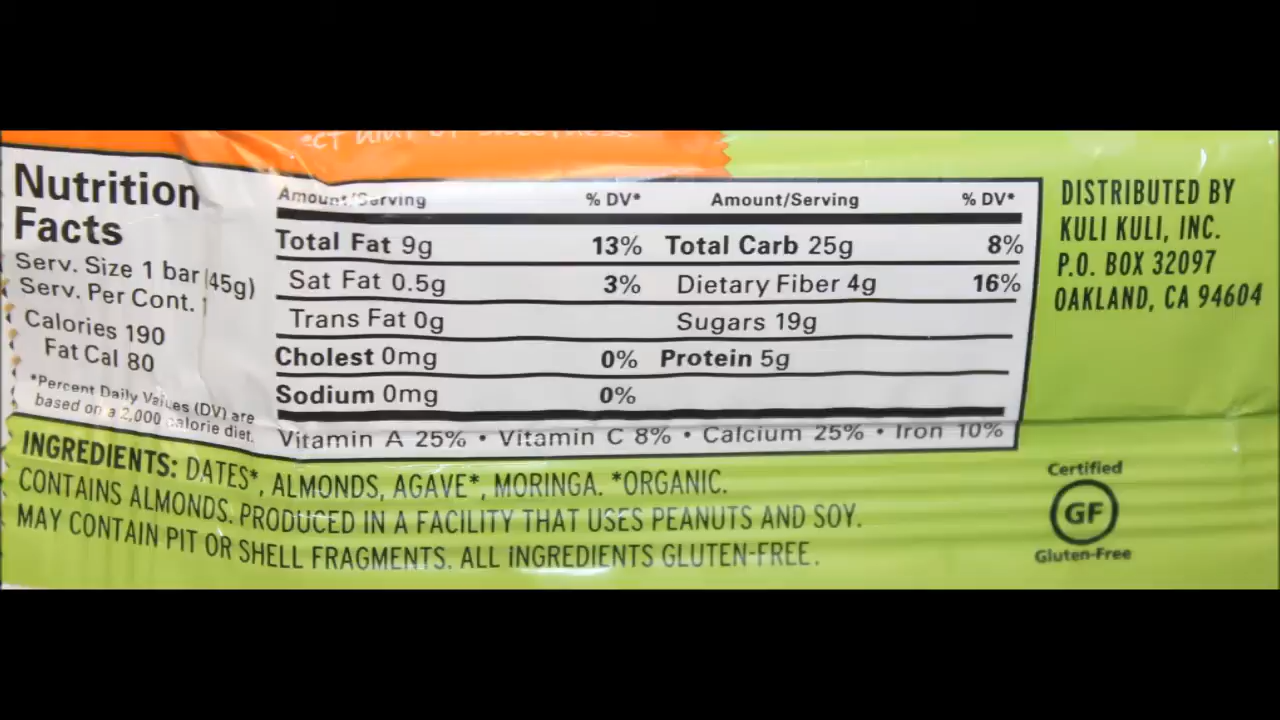 Nutrition
Facts
Serv. Size 1 bar (45g)
Serv. Per Cont. 1
Calories 190
Fat Cal 80
*Percent Daily Values (DV) are
based on a 2,000 calorie diet.
Amount/Serving % DV* Amount/Serving % DV*
Total Fat 9g 13% Total Carb 25g 8%
Sat Fat 0.5g 3% Dietary Fiber 4g 16%
Trans Fat 0g Sugars 19g
Cholest 0mg 0% Protein 5g
Sodium 0mg 0%
Vitamin A 25% • Vitamin C 8% • Calcium 25% • Iron 10%
INGREDIENTS: DATES*, ALMONDS, AGAVE*, MORINGA. *ORGANIC.
CONTAINS ALMONDS. PRODUCED IN A FACILITY THAT USES PEANUTS AND SOY.
MAY CONTAIN PIT OR SHELL FRAGMENTS. ALL INGREDIENTS GLUTEN-FREE.
DISTRIBUTED BY
KULI KULI, INC.
P.O. BOX 32097
OAKLAND, CA 94604
Certified
GF
Gluten-Free